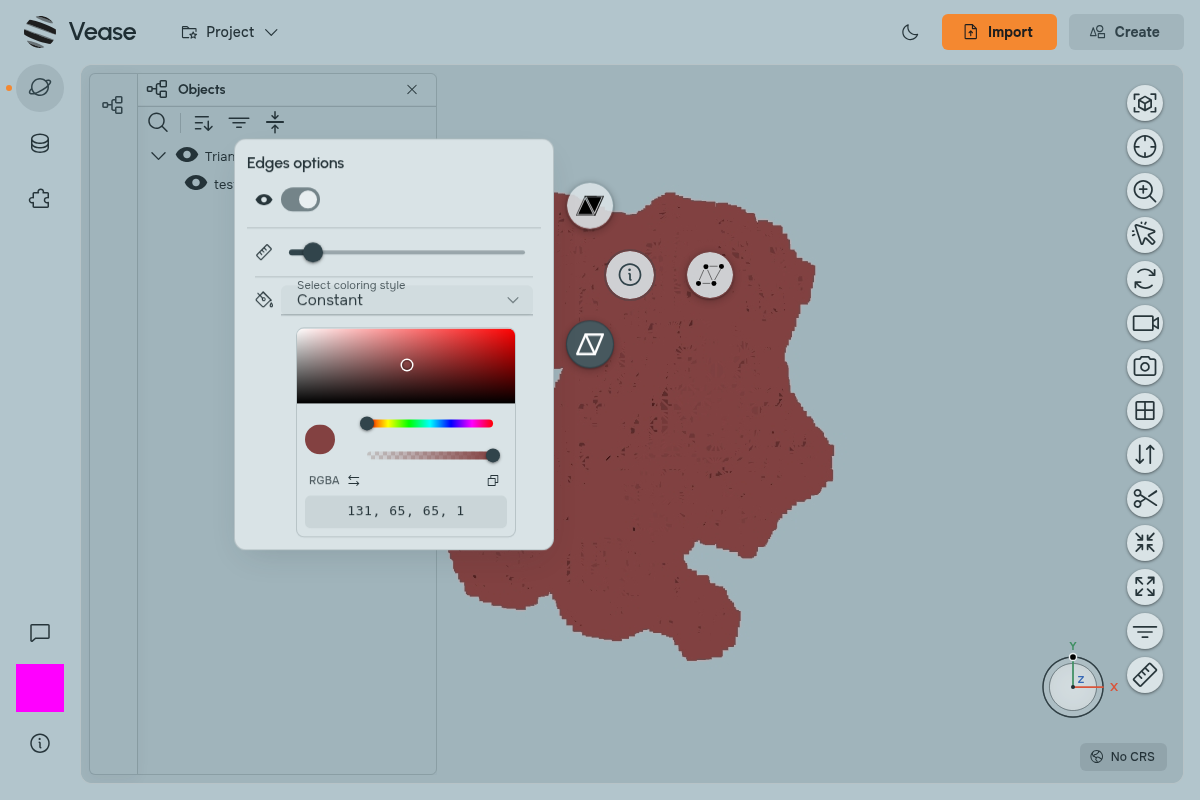 Vease
Project
Import
Create
Objects
Trian
tes
Edges options
Select coloring style
Constant
RGBA
131, 65, 65, 1
Y
Z
X
No CRS